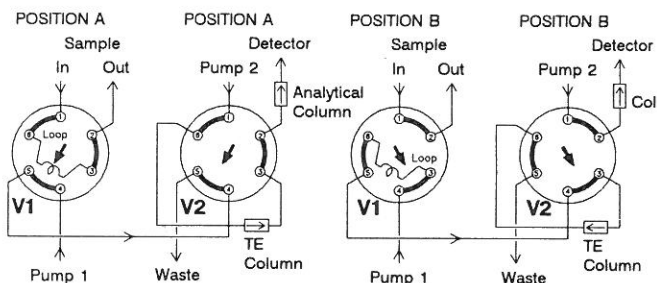 POSITION A
POSITION A
POSITION B
POSITION B
Sample
In
Out
Pump 2
Detector
Analytical
Column
Sample
In
Out
Pump 2
Detector
Col
1
2
3
4
5
6
Loop
V1
1
2
3
4
5
6
V2
1
2
3
4
5
6
Loop
V1
1
2
3
4
5
6
V2
TE
Column
TE
Column
Pump 1
Waste
Pump 1
Waste